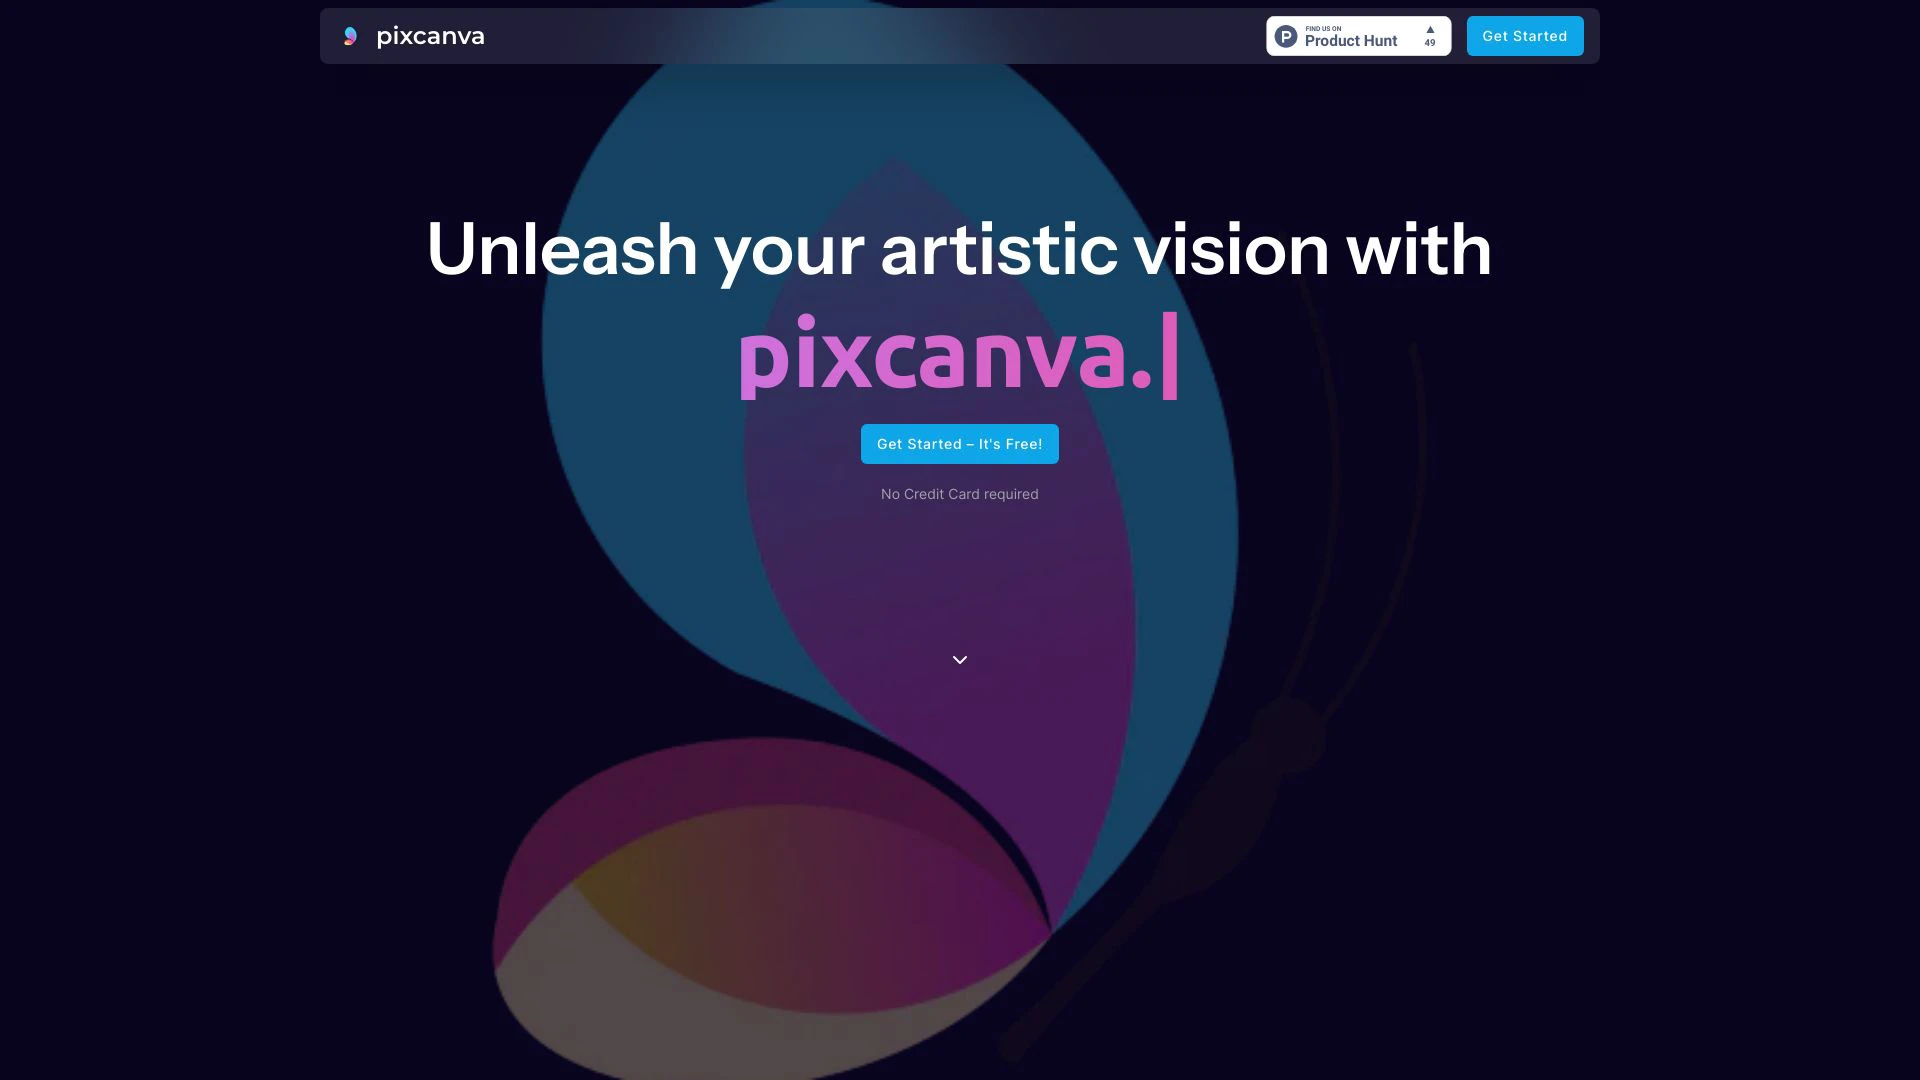 pixcanva
FIND US ON
Product Hunt
▲
49
Get Started
Unleash your artistic vision with
pixcanva.|
Get Started – It's Free!
No Credit Card required